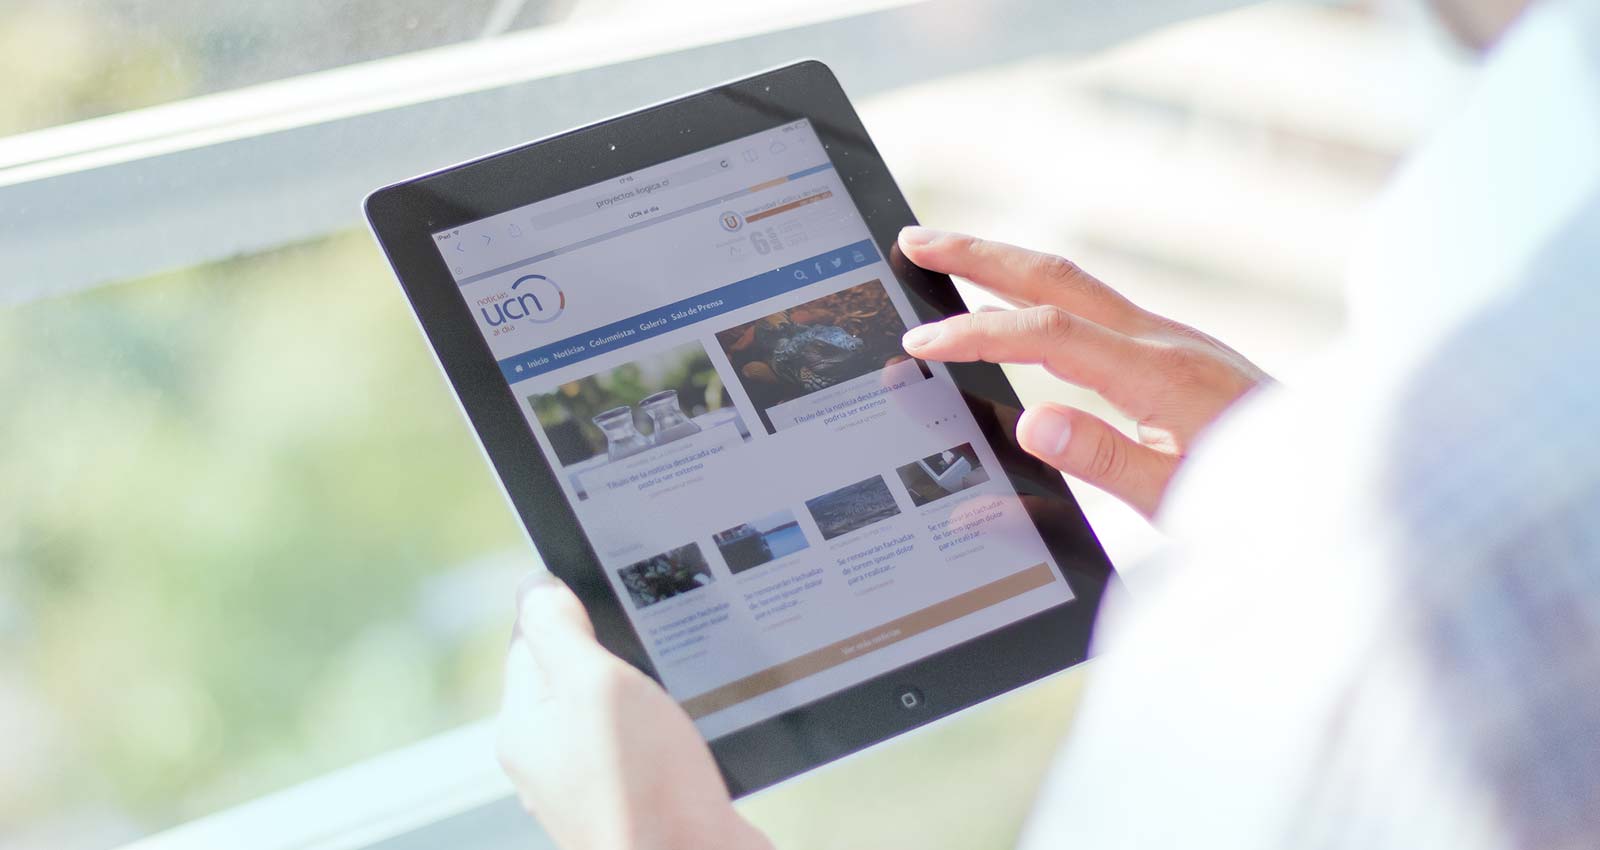 iPad
17:15
proyectos.ilogica.cl
UCN al día
Universidad Católica del Norte
6
noticias
ucn
al día
Inicio Noticias Columnistas Galería Sala de Prensa
Título de la noticia destacada que
podría ser extenso
Título de la noticia destacada que
podría ser extenso
Noticias
Se renovarán fachadas
de lorem ipsum dolor
para realizar...
Se renovarán fachadas
de lorem ipsum dolor
para realizar...
Se renovarán fachadas
de lorem ipsum dolor
para realizar...
Se renovarán fachadas
de lorem ipsum dolor
para realizar...
Ver más noticias